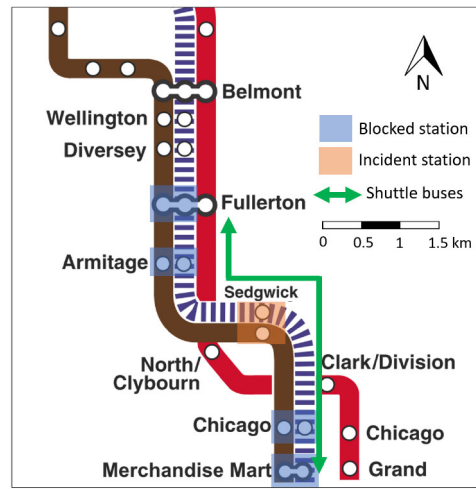 Belmont
N
Wellington
Diversey
Blocked station
Incident station
Shuttle buses
Fullerton
0 0.5 1 1.5 km
Armitage
Sedgwick
North/
Clybourn
Clark/Division
Chicago
Chicago
Merchandise Mart
Grand